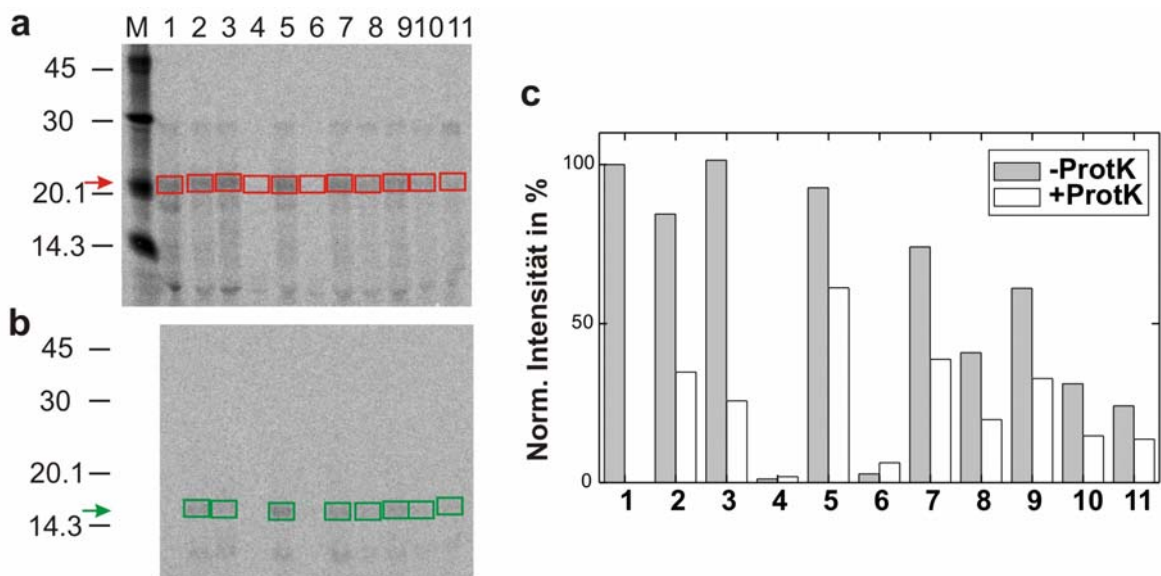 a
M 1 2 3 4 5 6 7 8 9 10 11
45
30
20.1
14.3
b
45
30
20.1
14.3
c
Norm. Intensität in %
100
50
0
-ProtK
+ProtK
1 2 3 4 5 6 7 8 9 10 11